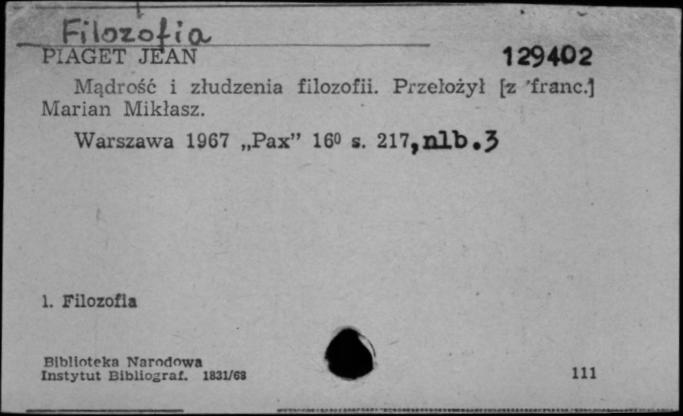 Filozofia
PIAGET JEAN 129402
Mądrość i złudzenia filozofii. Przełożył [z franc.]
Marian Mikłasz.
Warszawa 1967 „Pax” 16⁰ s. 217, nlb. 3
1. Filozofia
Biblioteka Narodowa
Instytut Bibliograf. 1831/68
111